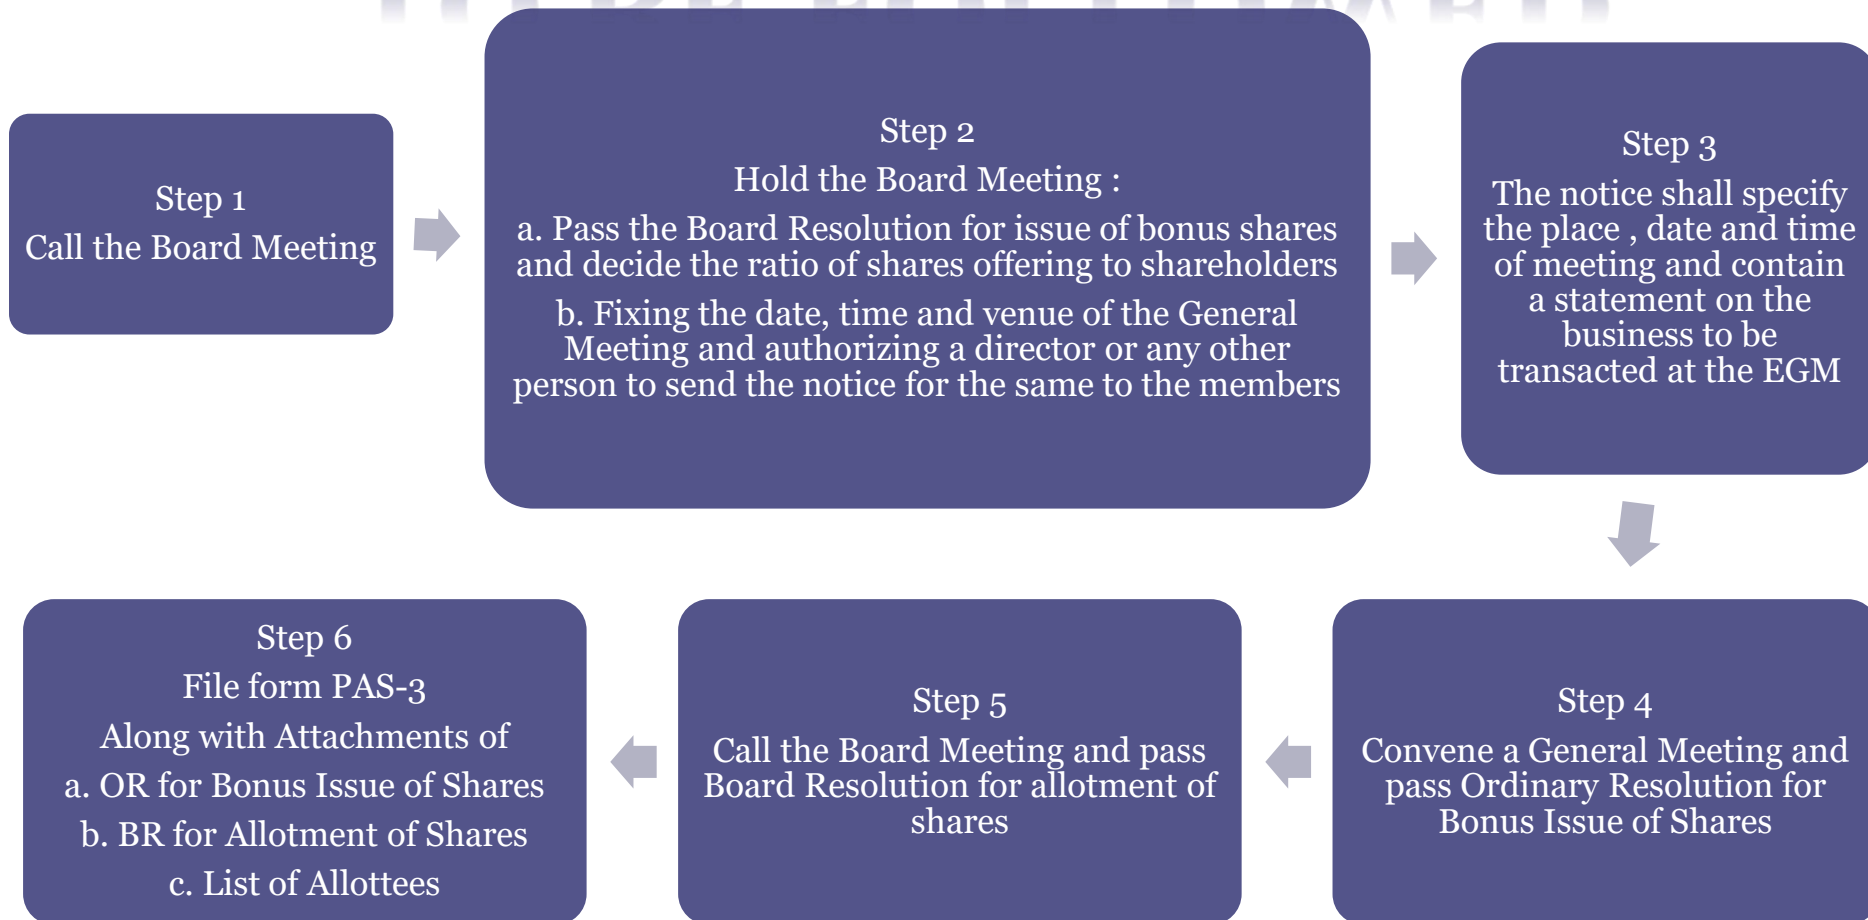 Step 1
Call the Board Meeting
Step 2
Hold the Board Meeting :
a. Pass the Board Resolution for issue of bonus shares
and decide the ratio of shares offering to shareholders
b. Fixing the date, time and venue of the General
Meeting and authorizing a director or any other
person to send the notice for the same to the members
Step 3
The notice shall specify
the place , date and time
of meeting and contain
a statement on the
business to be
transacted at the EGM
Step 4
Convene a General Meeting and
pass Ordinary Resolution for
Bonus Issue of Shares
Step 5
Call the Board Meeting and pass
Board Resolution for allotment of
shares
Step 6
File form PAS-3
Along with Attachments of
a. OR for Bonus Issue of Shares
b. BR for Allotment of Shares
c. List of Allottees